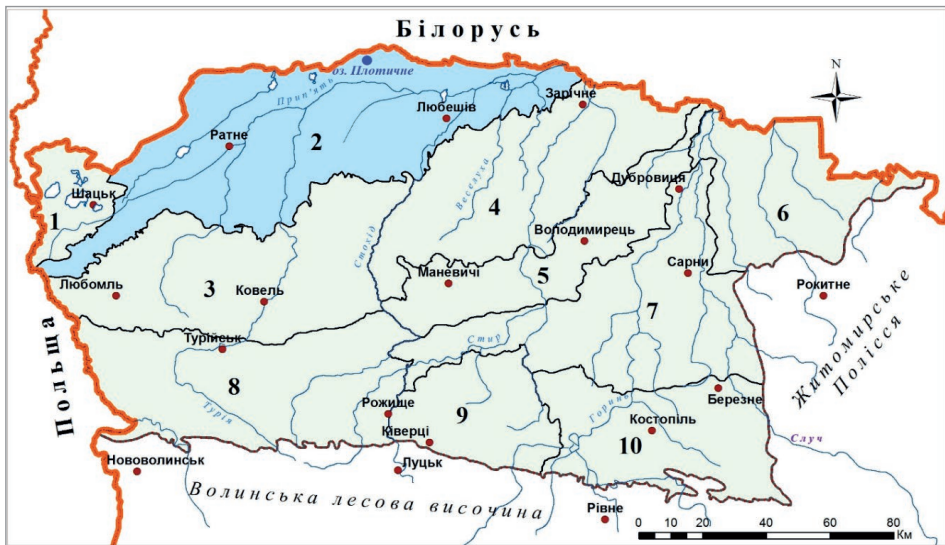 Білорусь
N
оз. Плотичне
Прип'ять
Зарічне
Любешів
Ратне
2
Шацьк
1
Веселуха
4
Дубровиця
6
Володимирець
Стохід
Маневичі
5
Сарни
Любомль
3
Ковель
Рокитне
7
Польща
Турійськ
Стир
Житомирське
Полісся
8
Турія
Рожище
9
Ківерці
Горинь
Березне
Костопіль
10
Случ
Нововолинськ
Луцьк
Волинська лесова височина
Рівне
0 20 40 60 80
Км